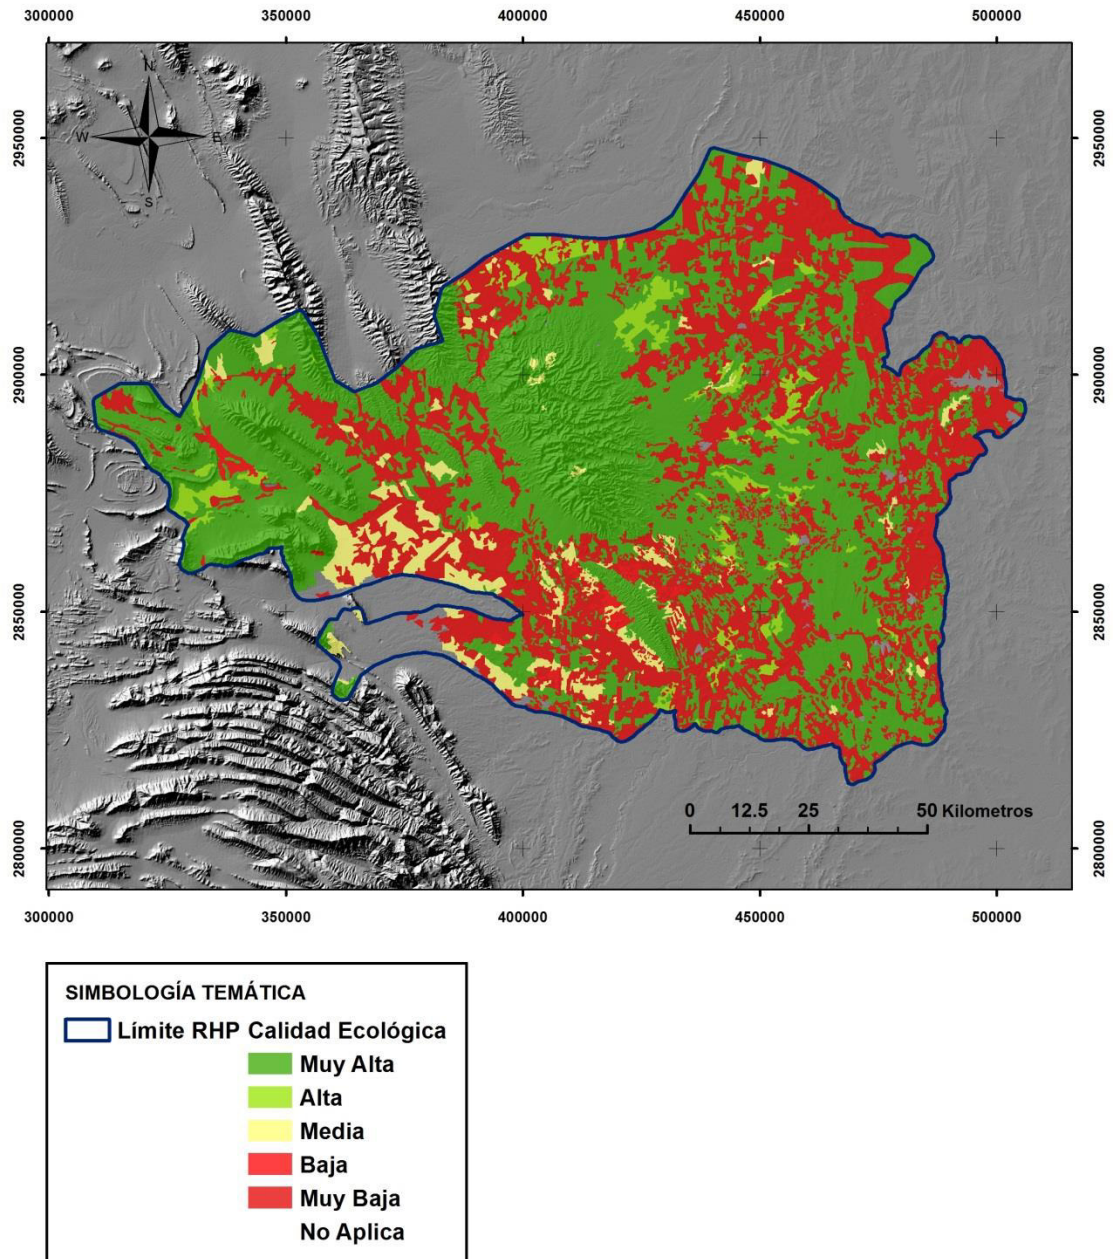 300000 350000 400000 450000 500000
2950000 2950000
N
W E
S
2900000 2900000
2850000 2850000
0 12.5 25 50 Kilometros
2800000 2800000
300000 350000 400000 450000 500000
SIMBOLOGÍA TEMÁTICA
Límite RHP Calidad Ecológica
Muy Alta
Alta
Media
Baja
Muy Baja
No Aplica